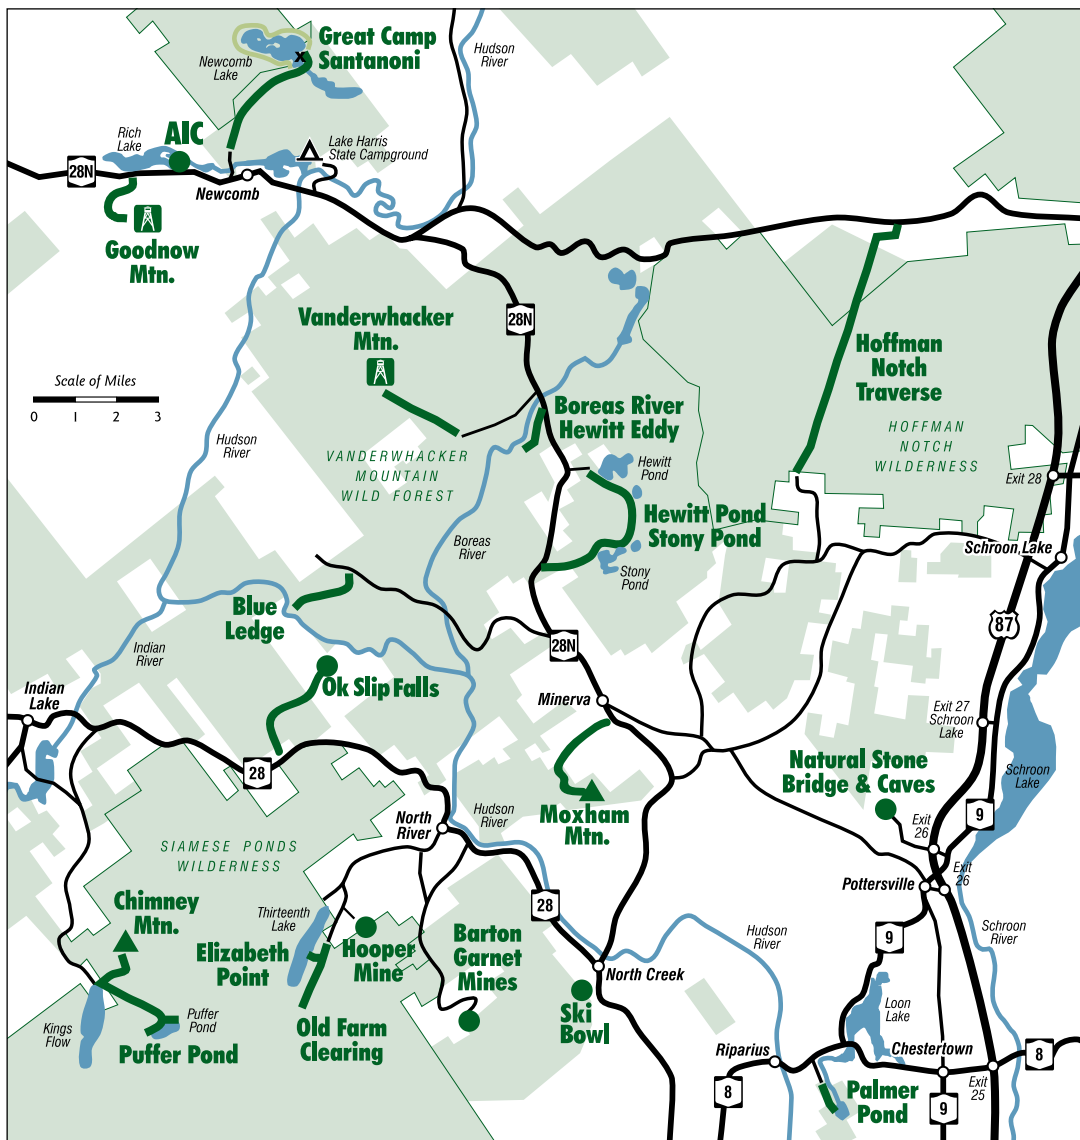 Great Camp
Santanoni
Hudson
River
Newcomb
Lake
Rich
Lake
AIC
Lake Harris
State Campground
28N
Newcomb
Goodnow
Mtn.
Vanderwhacker
Mtn.
28N
Hoffman
Notch
Traverse
Scale of Miles
0 1 2 3
Boreas River
Hewitt Eddy
HOFFMAN
NOTCH
WILDERNESS
Hudson
River
VANDERWHACKER
MOUNTAIN
WILD FOREST
Hewitt
Pond
Exit 28
Hewitt Pond
Stony Pond
Boreas
River
Schroon Lake
Stony
Pond
Blue
Ledge
87
Indian
River
28N
Indian
Lake
Ok Slip Falls
Minerva
Exit 27
Schroon
Lake
28
Natural Stone
Bridge & Caves
Schroon
Lake
Moxham
Mtn.
Hudson
River
North
River
9
Exit
26
SIAMESE PONDS
WILDERNESS
Exit
26
Pottersville
Chimney
Mtn.
28
Thirteenth
Lake
Elizabeth
Point
Hooper
Mine
Barton
Garnet
Mines
9
Hudson
River
Schroon
River
North Creek
Ski
Bowl
Loon
Lake
Puffer
Pond
Kings
Flow
Puffer Pond
Old Farm
Clearing
Riparius
Chestertown
8
8
Exit
25
Palmer
Pond
9